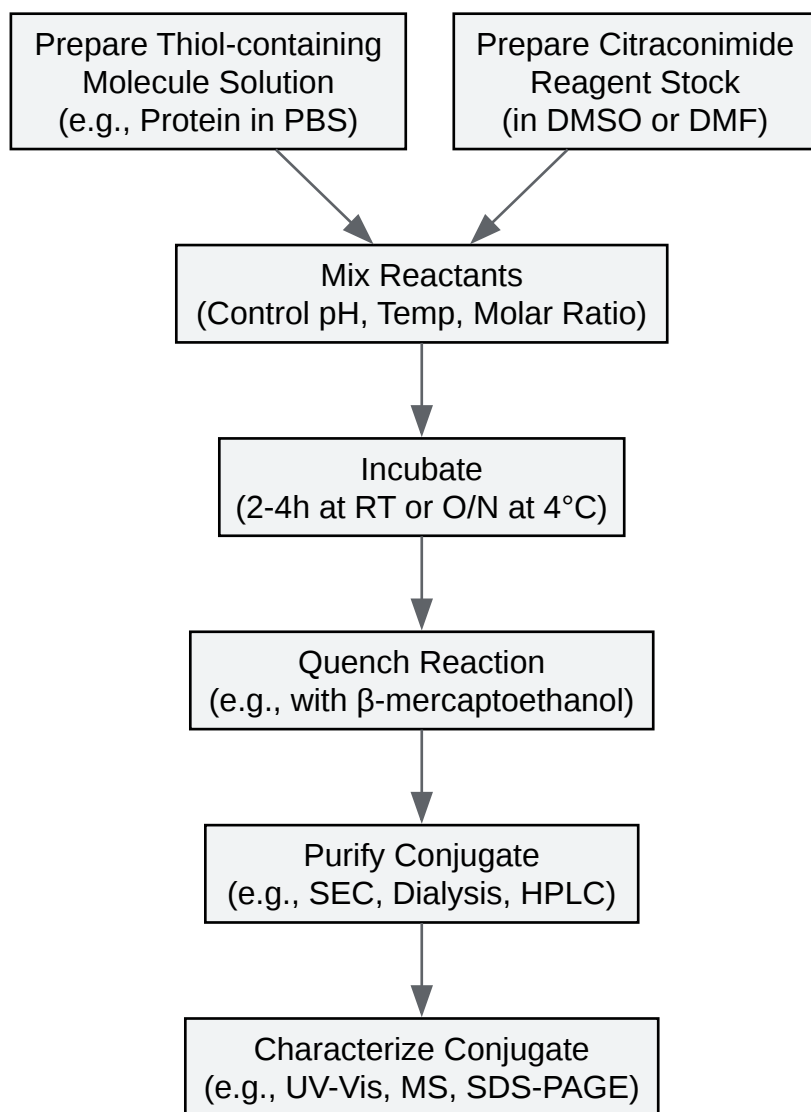 Prepare Thiol-containing
Molecule Solution
(e.g., Protein in PBS)
Prepare Citraconimide
Reagent Stock
(in DMSO or DMF)
Mix Reactants
(Control pH, Temp, Molar Ratio)
Incubate
(2-4h at RT or O/N at 4°C)
Quench Reaction
(e.g., with β-mercaptoethanol)
Purify Conjugate
(e.g., SEC, Dialysis, HPLC)
Characterize Conjugate
(e.g., UV-Vis, MS, SDS-PAGE)